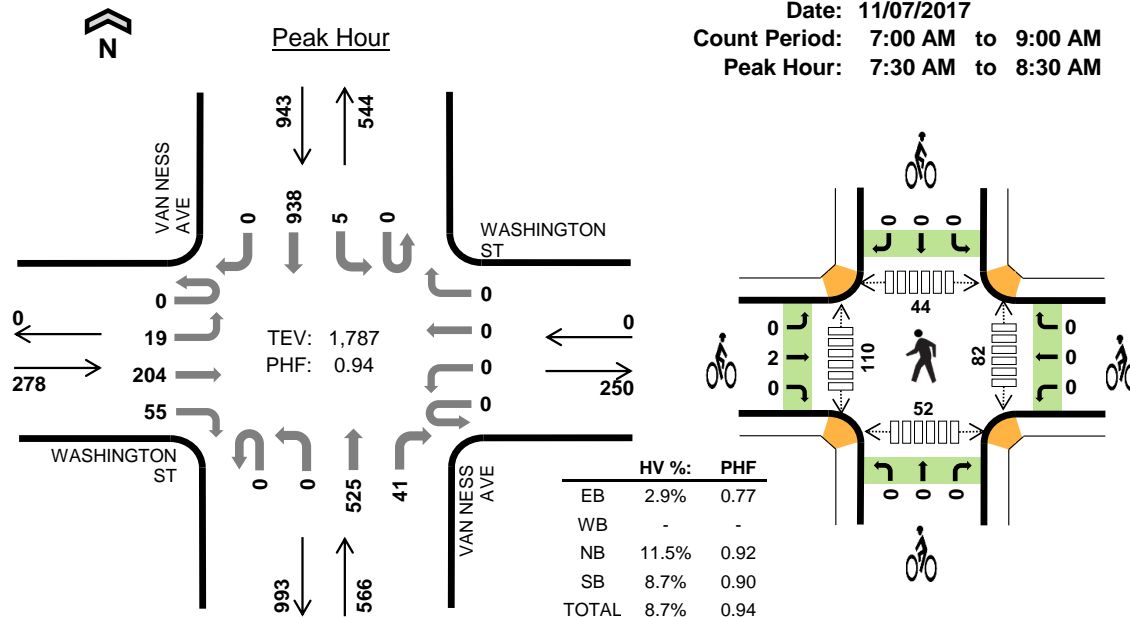 N
Peak Hour
Date: 11/07/2017
Count Period: 7:00 AM to 9:00 AM
Peak Hour: 7:30 AM to 8:30 AM
943
544
VAN NESS
AVE
0
938
5
0
WASHINGTON
ST
0
19
204
55
0
278
TEV: 1,787
PHF: 0.94
0
0
0
0
0
250
WASHINGTON
ST
0
0
525
41
VAN NESS
AVE
993
566
HV %: PHF
EB 2.9% 0.77
WB - -
NB 11.5% 0.92
SB 8.7% 0.90
TOTAL 8.7% 0.94
0 0 0
44
0
2
0
110
82
0
0
0
52
0 0 0